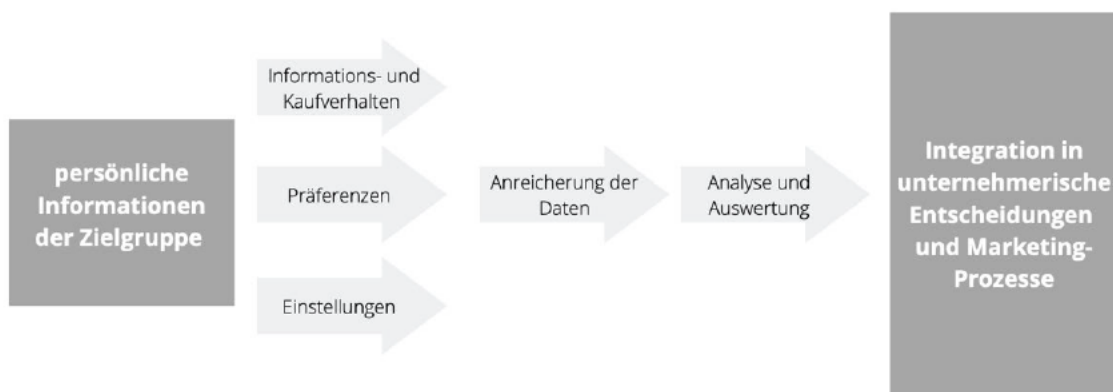 persönliche
Informationen
der Zielgruppe
Informations- und
Kaufverhalten
Präferenzen
Einstellungen
Anreicherung der
Daten
Analyse und
Auswertung
Integration in
unternehmerische
Entscheidungen
und Marketing-
Prozesse